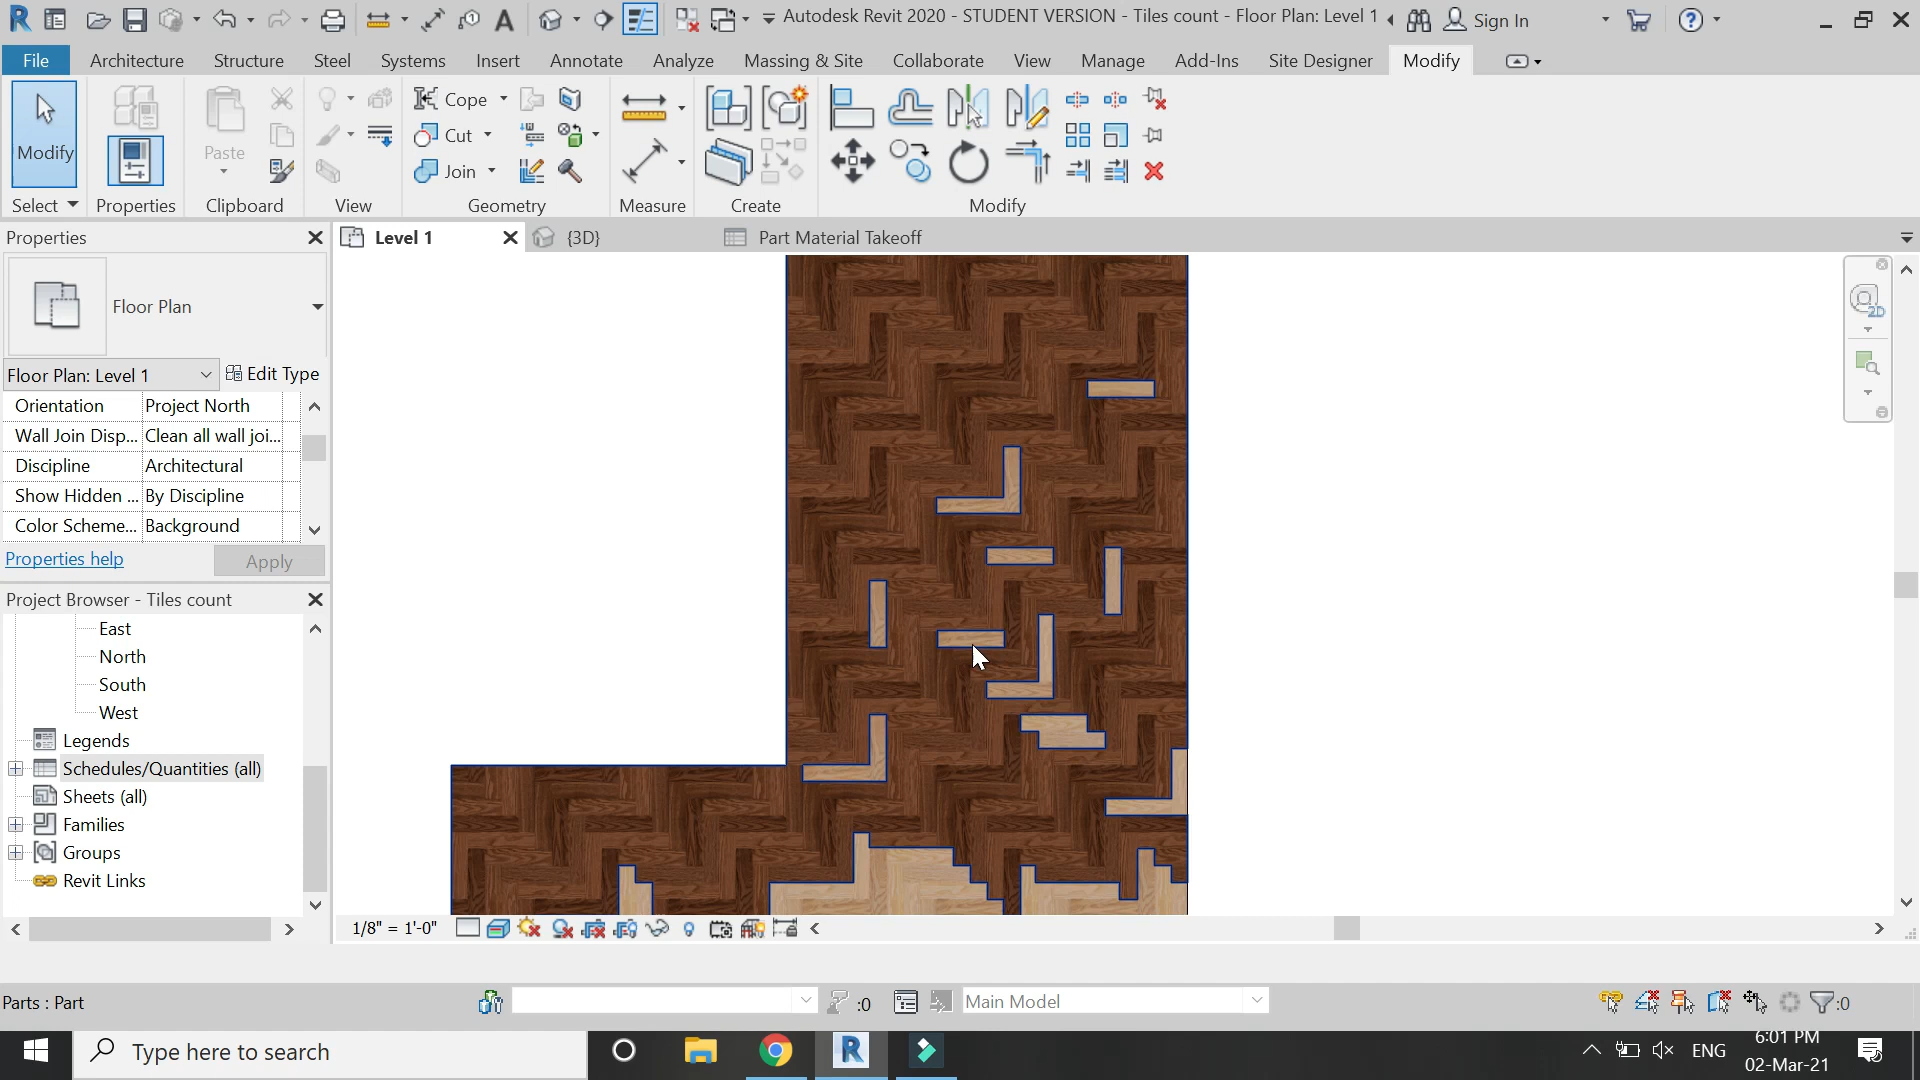 Autodesk Revit 2020 - STUDENT VERSION - Tiles count - Floor Plan: Level 1
Sign In
File Architecture Structure Steel Systems Insert Annotate Analyze Massing & Site Collaborate View Manage Add-Ins Site Designer Modify
Modify
Paste
Cope
Cut
Join
Select Properties Clipboard View Geometry Measure Create Modify
Properties
Level 1
{3D}
Part Material Takeoff
Floor Plan
Floor Plan: Level 1
Edit Type
Orientation Project North
Wall Join Disp... Clean all wall joi...
Discipline Architectural
Show Hidden ... By Discipline
Color Scheme... Background
Properties help
Apply
Project Browser - Tiles count
East
North
South
West
Legends
Schedules/Quantities (all)
Sheets (all)
Families
Groups
Revit Links
1/8" = 1'-0"
2D
Parts : Part
:0
Main Model
:0
Type here to search
ENG
6:01 PM
02-Mar-21